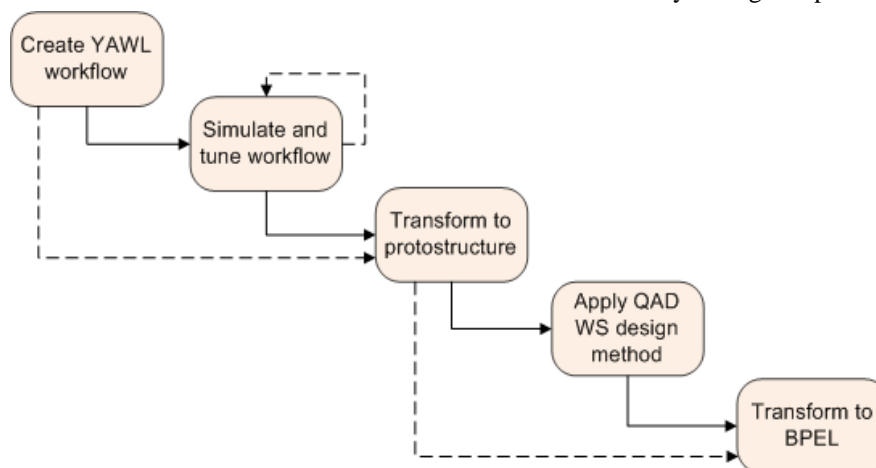 Create YAWL
workflow
Simulate and
tune workflow
Transform to
protostructure
Apply QAD
WS design
method
Transform to
BPEL